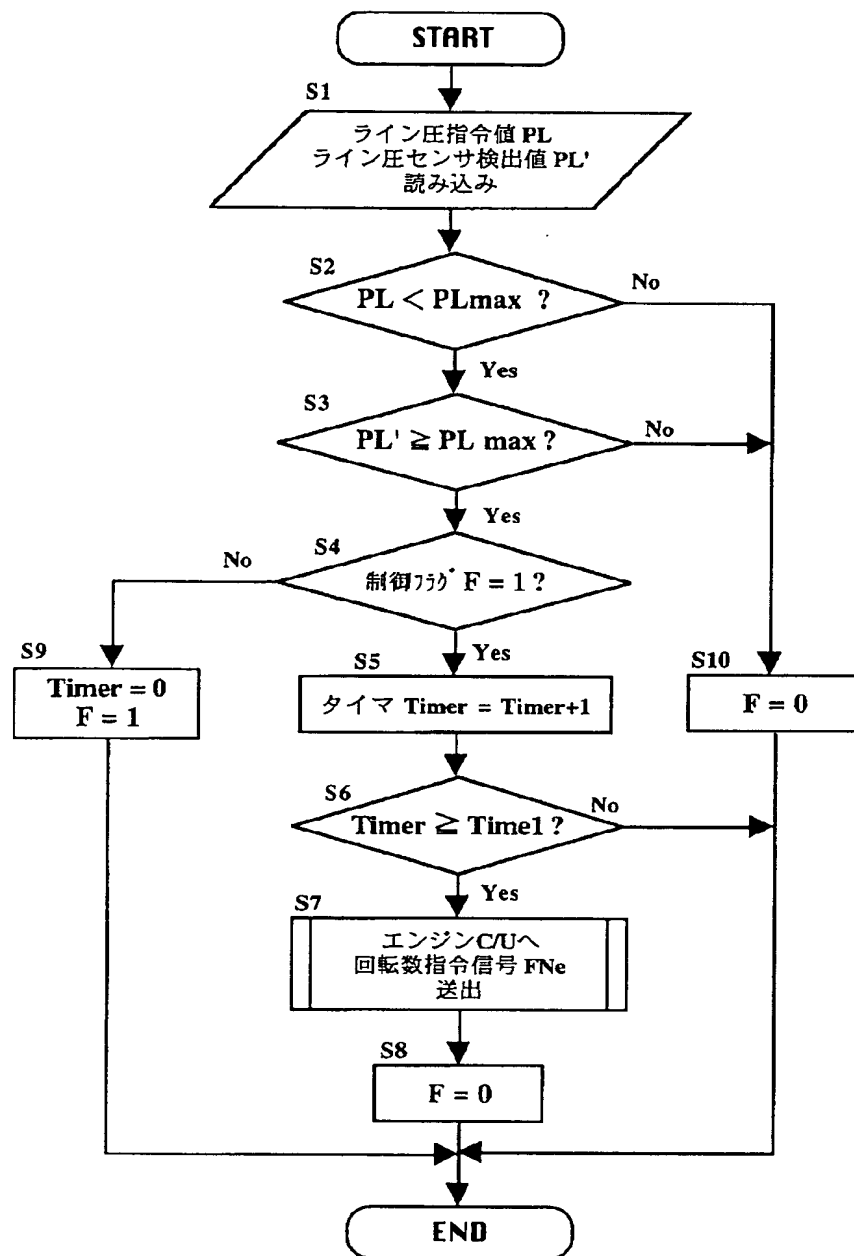 START
S1
ライン圧指令値 PL
ライン圧センサ検出値 PL'
読み込み
S2
PL < PLmax ?
No
Yes
S3
PL' ≧ PL max ?
No
Yes
S4
制御フラグ F = 1 ?
No
Yes
S9
Timer = 0
F = 1
S5
タイマ Timer = Timer+1
S10
F = 0
S6
Timer ≧ Time1 ?
No
Yes
S7
エンジンC/Uへ
回転数指令信号 FNe
送出
S8
F = 0
END